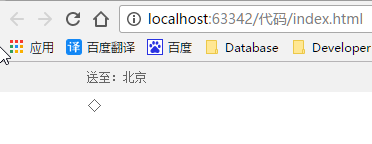 localhost:63342/代码/index.html
应用 译 百度翻译 百度 Database Developer
送至：北京